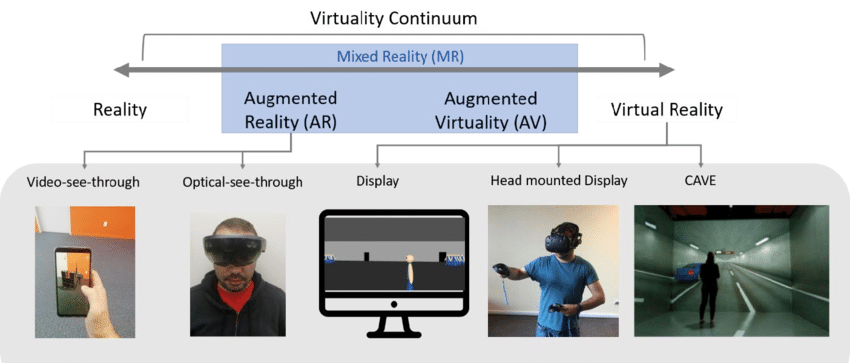 Virtuality Continuum
Mixed Reality (MR)
Reality
Augmented
Reality (AR)
Augmented
Virtuality (AV)
Virtual Reality
Video-see-through
Optical-see-through
Display
Head mounted Display
CAVE